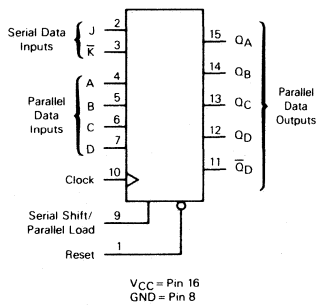 Serial Data
Inputs
J 2
K̅ 3
Parallel
Data
Inputs
A 4
B 5
C 6
D 7
Clock 10
Serial Shift/
Parallel Load
9
Reset 1
15 QA
14 QB
13 QC
12 QD
11 Q̅D
Parallel
Data
Outputs
VCC = Pin 16
GND = Pin 8